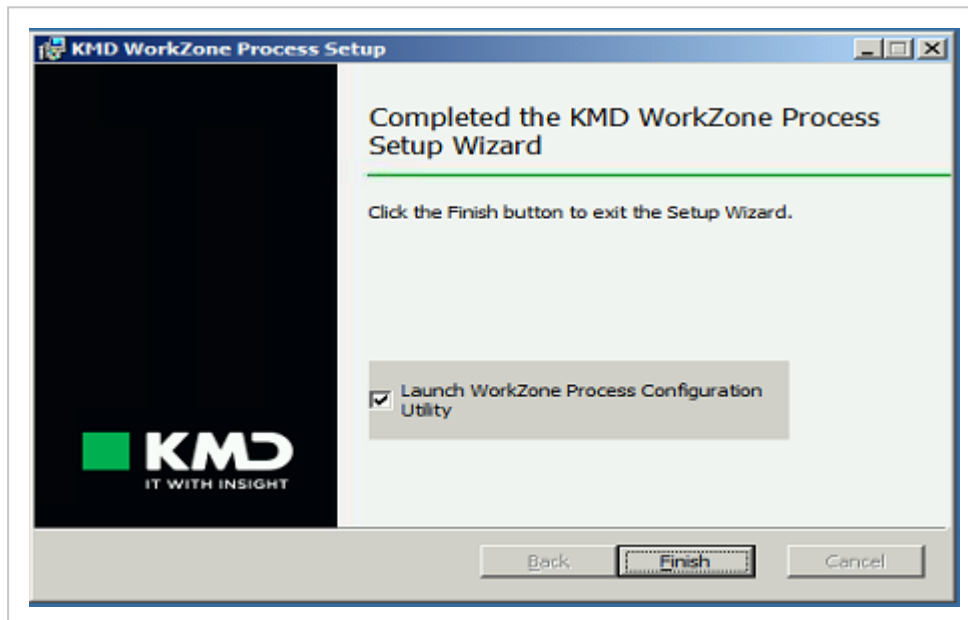 KMD WorkZone Process Setup
Completed the KMD WorkZone Process
Setup Wizard
Click the Finish button to exit the Setup Wizard.
Launch WorkZone Process Configuration
Utility
KMD
IT WITH INSIGHT
Back
Finish
Cancel